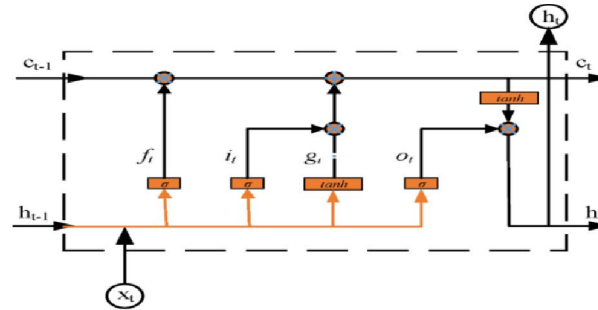 h_t
c_{t-1}
c_t
tanh
f_t i_t g_t o_t
σ σ tanh σ
h_{t-1}
h
x_t